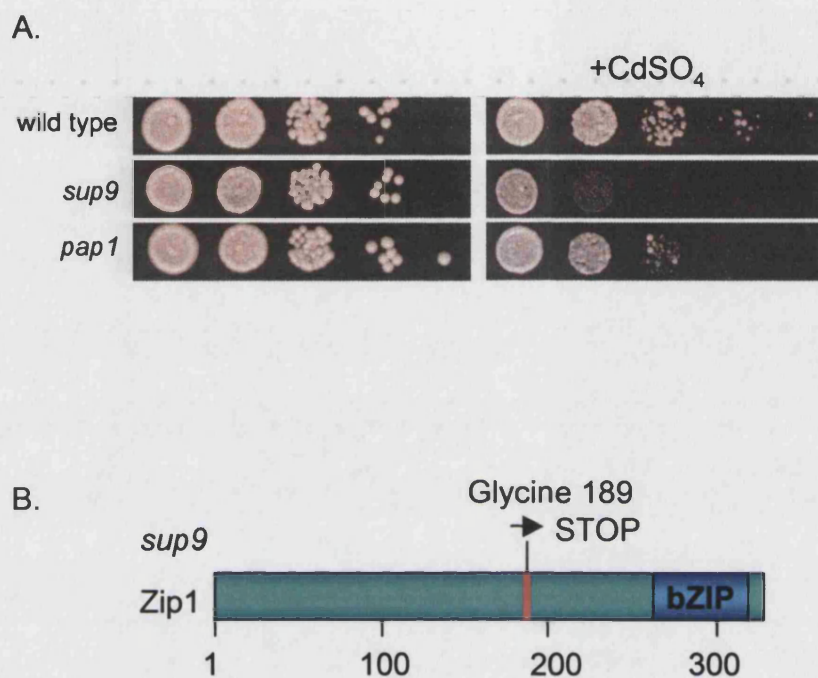 A.
+CdSO₄
wild type
sup9
pap1
B.
Glycine 189
STOP
sup9
Zip1
bZIP
1 100 200 300